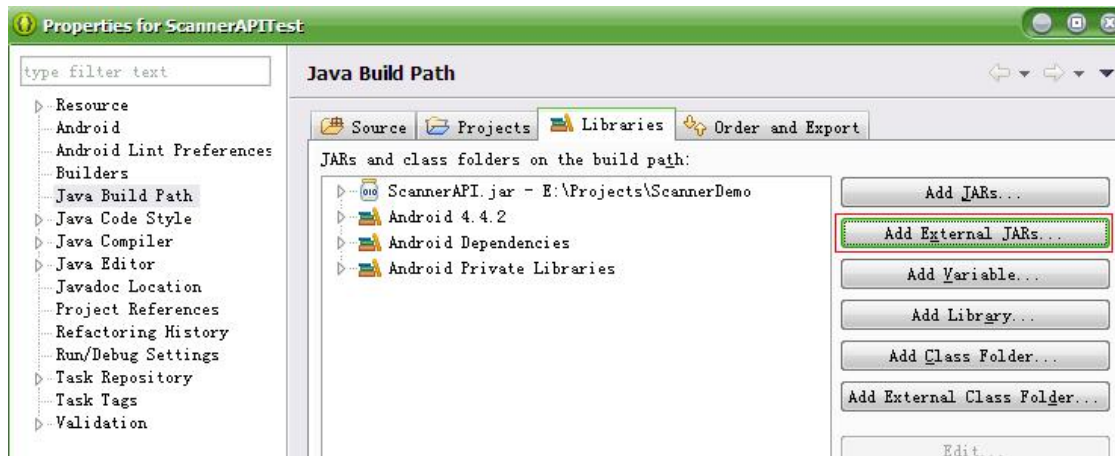 Properties for ScannerAPITest
type filter text
Resource
Android
Android Lint Preferences
Builders
Java Build Path
Java Code Style
Java Compiler
Java Editor
Javadoc Location
Project References
Refactoring History
Run/Debug Settings
Task Repository
Task Tags
Validation
Java Build Path
Source Projects Libraries Order and Export
JARs and class folders on the build path:
ScannerAPI.jar - E:\Projects\ScannerDemo
Android 4.4.2
Android Dependencies
Android Private Libraries
Add JARs...
Add External JARs...
Add Variable...
Add Library...
Add Class Folder...
Add External Class Folder...
Edit...